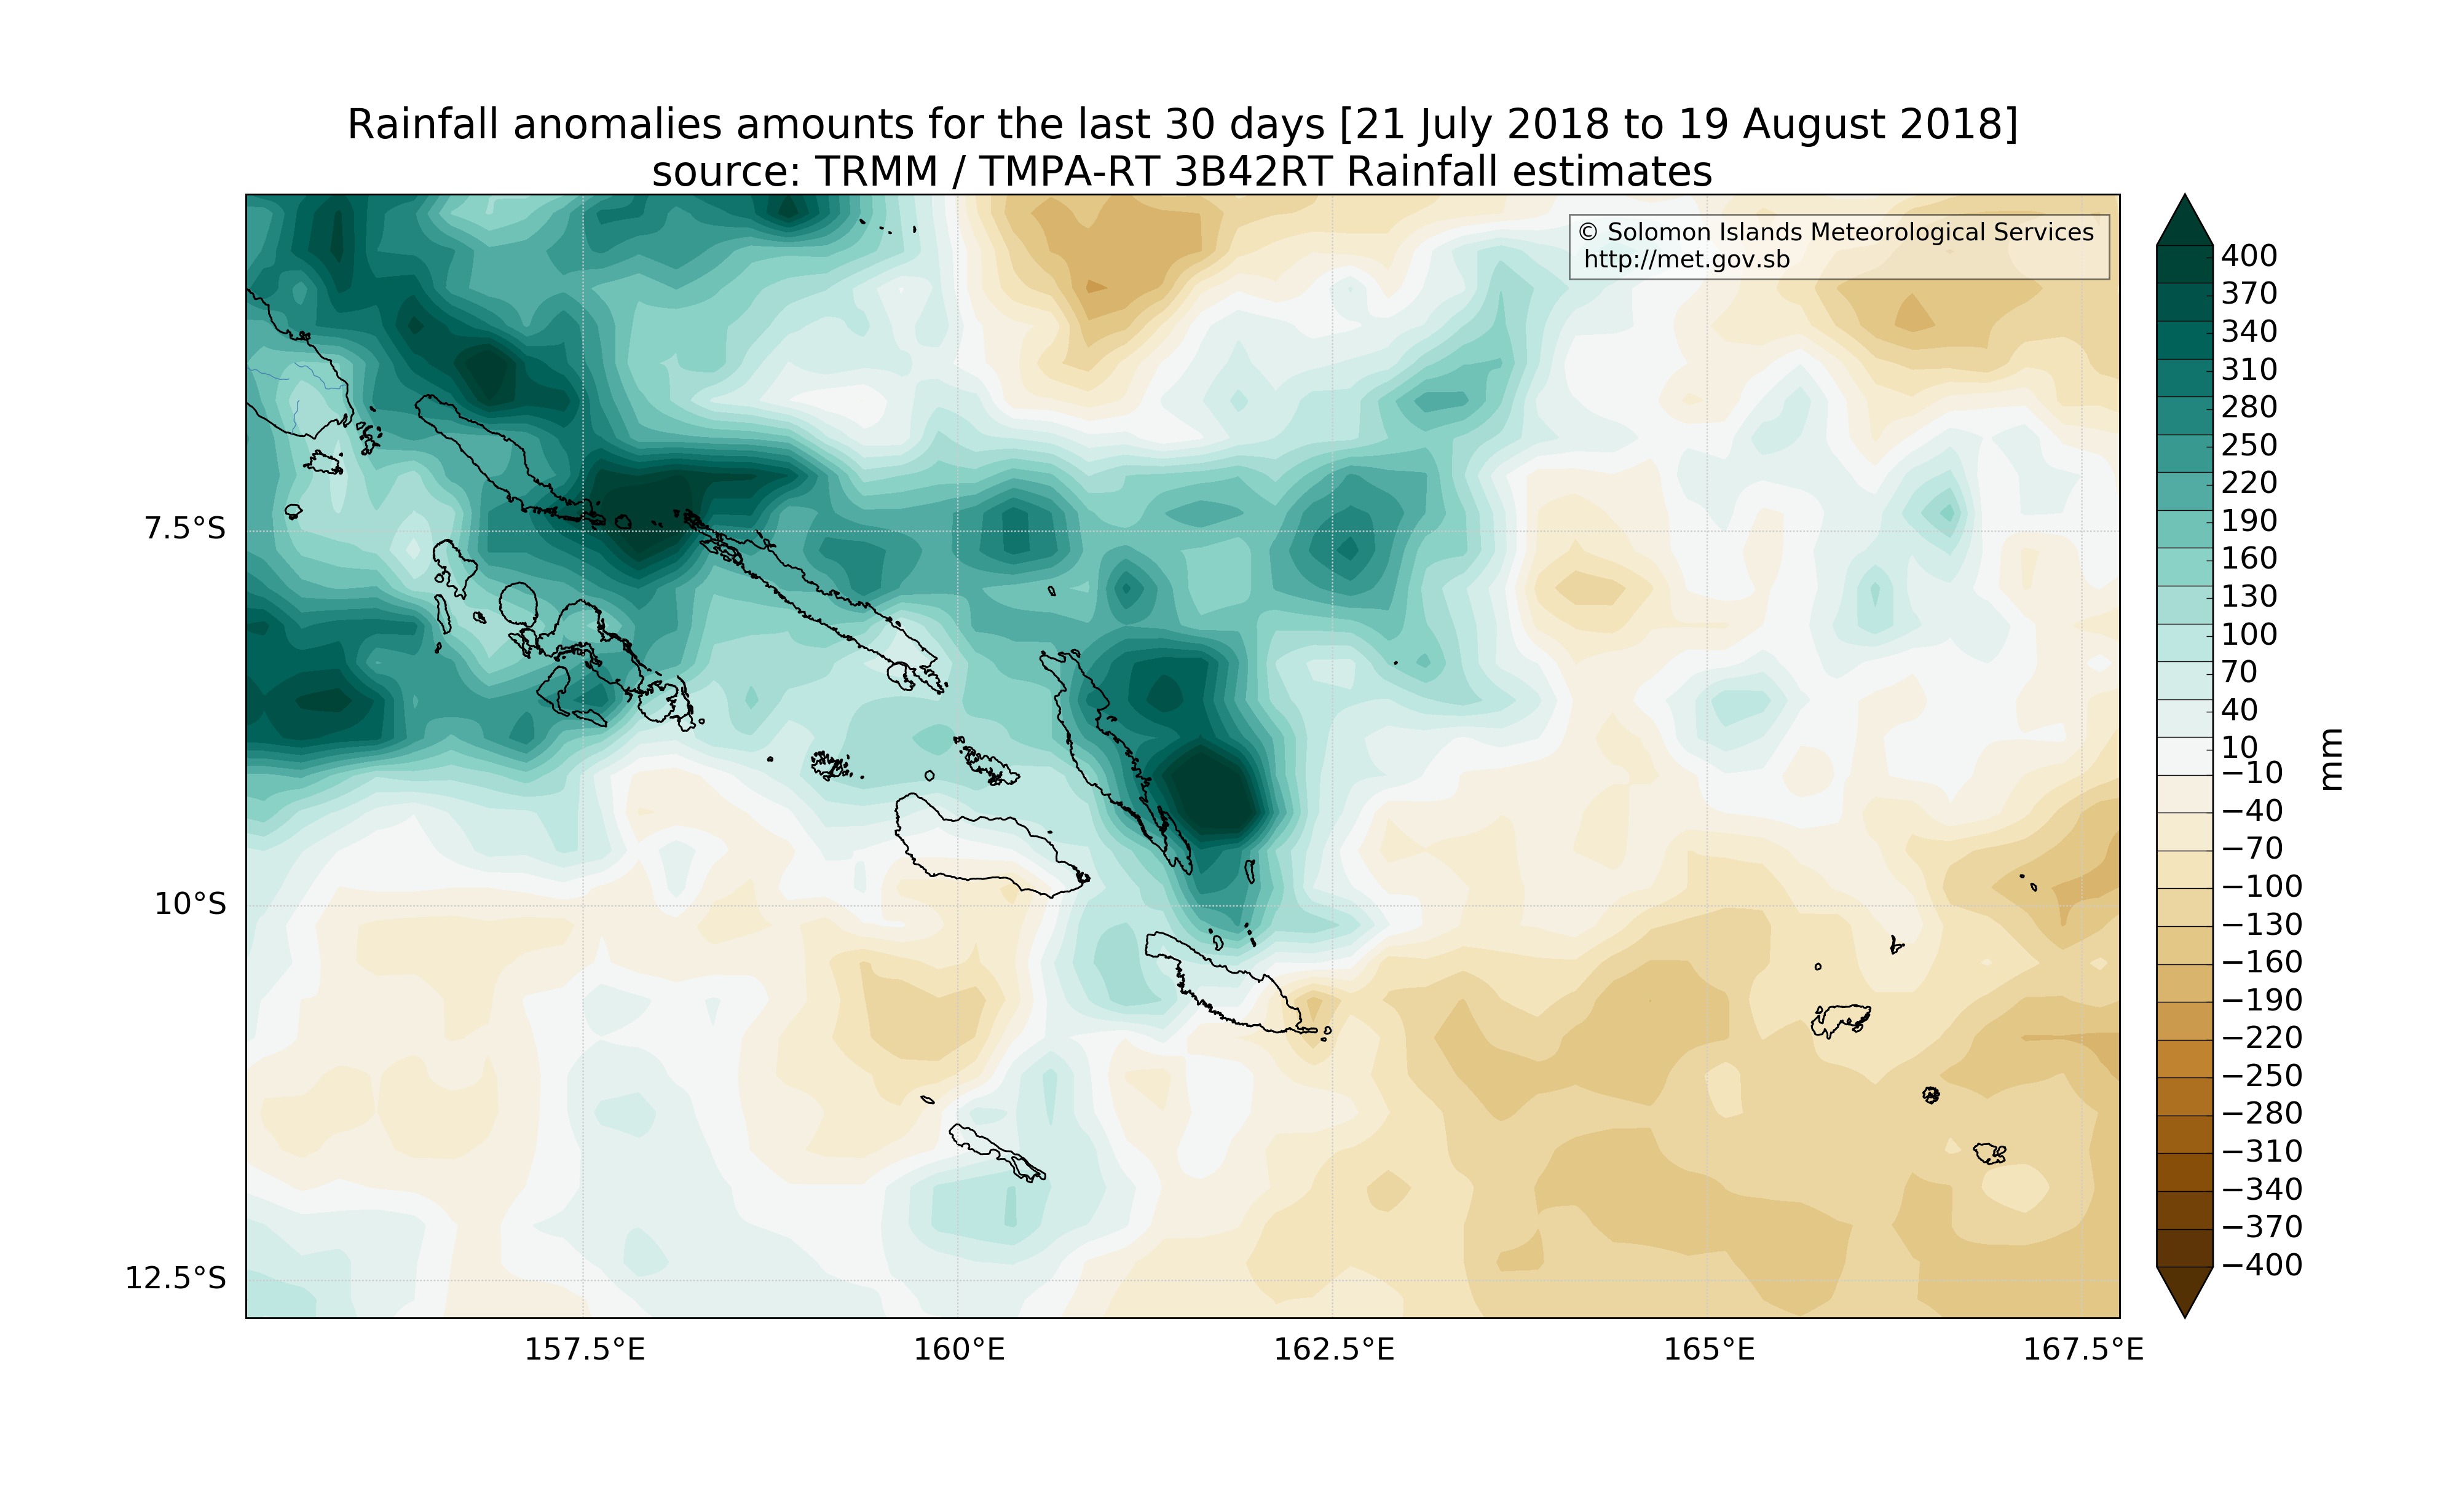 Rainfall anomalies amounts for the last 30 days [21 July 2018 to 19 August 2018]
source: TRMM / TMPA-RT 3B42RT Rainfall estimates
© Solomon Islands Meteorological Services
http://met.gov.sb
7.5°S
10°S
12.5°S
157.5°E
160°E
162.5°E
165°E
167.5°E
400
370
340
310
280
250
220
190
160
130
100
70
40
10
−10
−40
−70
−100
−130
−160
−190
−220
−250
−280
−310
−340
−370
−400
mm